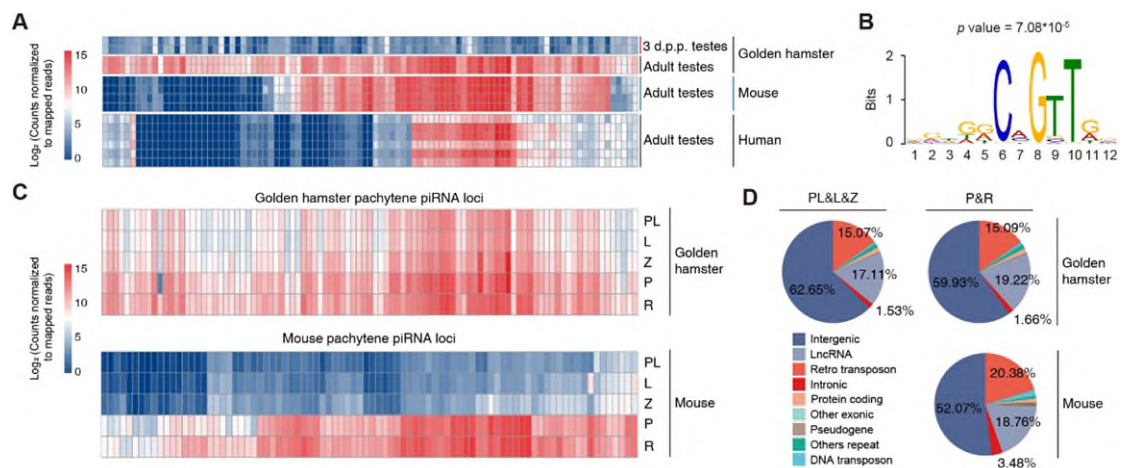 A
Log₂ (Counts normalized
to mapped reads)
15
10
5
0
3 d.p.p. testes
Adult testes
Golden hamster
Adult testes
Mouse
Adult testes
Human
B
p value = 7.08*10⁻⁵
Bits
2
1
0
C G T T
1 2 3 4 5 6 7 8 9 10 11 12
C
Golden hamster pachytene piRNA loci
Log₂ (Counts normalized
to mapped reads)
15
10
5
0
PL
L
Z
P
R
Golden
hamster
Mouse pachytene piRNA loci
PL
L
Z
P
R
Mouse
D
PL&L&Z
P&R
15.07%
17.11%
62.65%
1.53%
15.09%
19.22%
59.93%
1.66%
Golden
hamster
Intergenic
LncRNA
Retro transposon
Intronic
Protein coding
Other exonic
Pseudogene
Others repeat
DNA transposon
20.38%
52.07%
18.76%
3.48%
Mouse